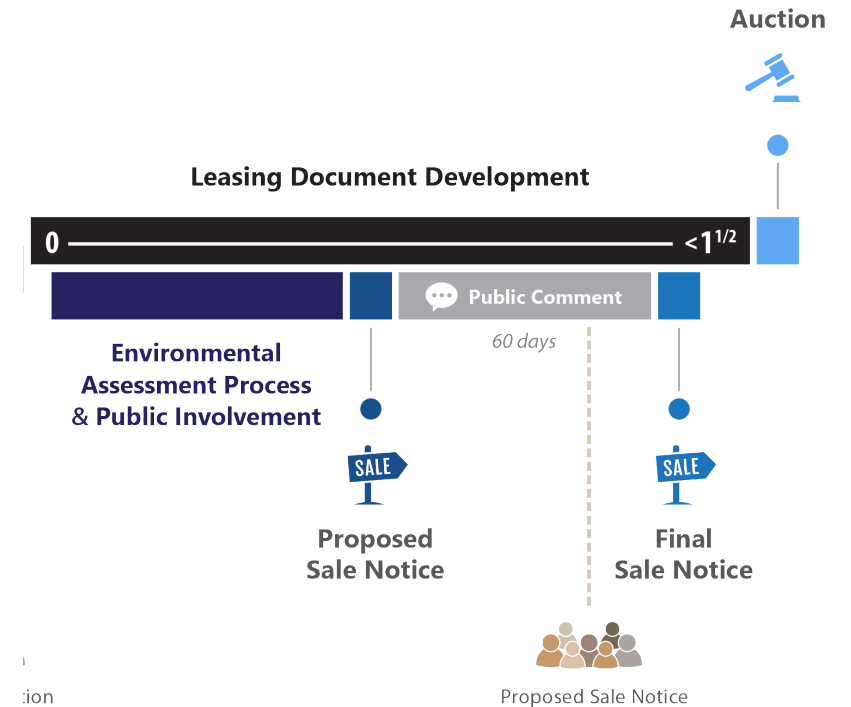 Auction
Leasing Document Development
0 <1 1/2
Public Comment
60 days
Environmental
Assessment Process
& Public Involvement
SALE
SALE
Proposed
Sale Notice
Final
Sale Notice
Proposed Sale Notice